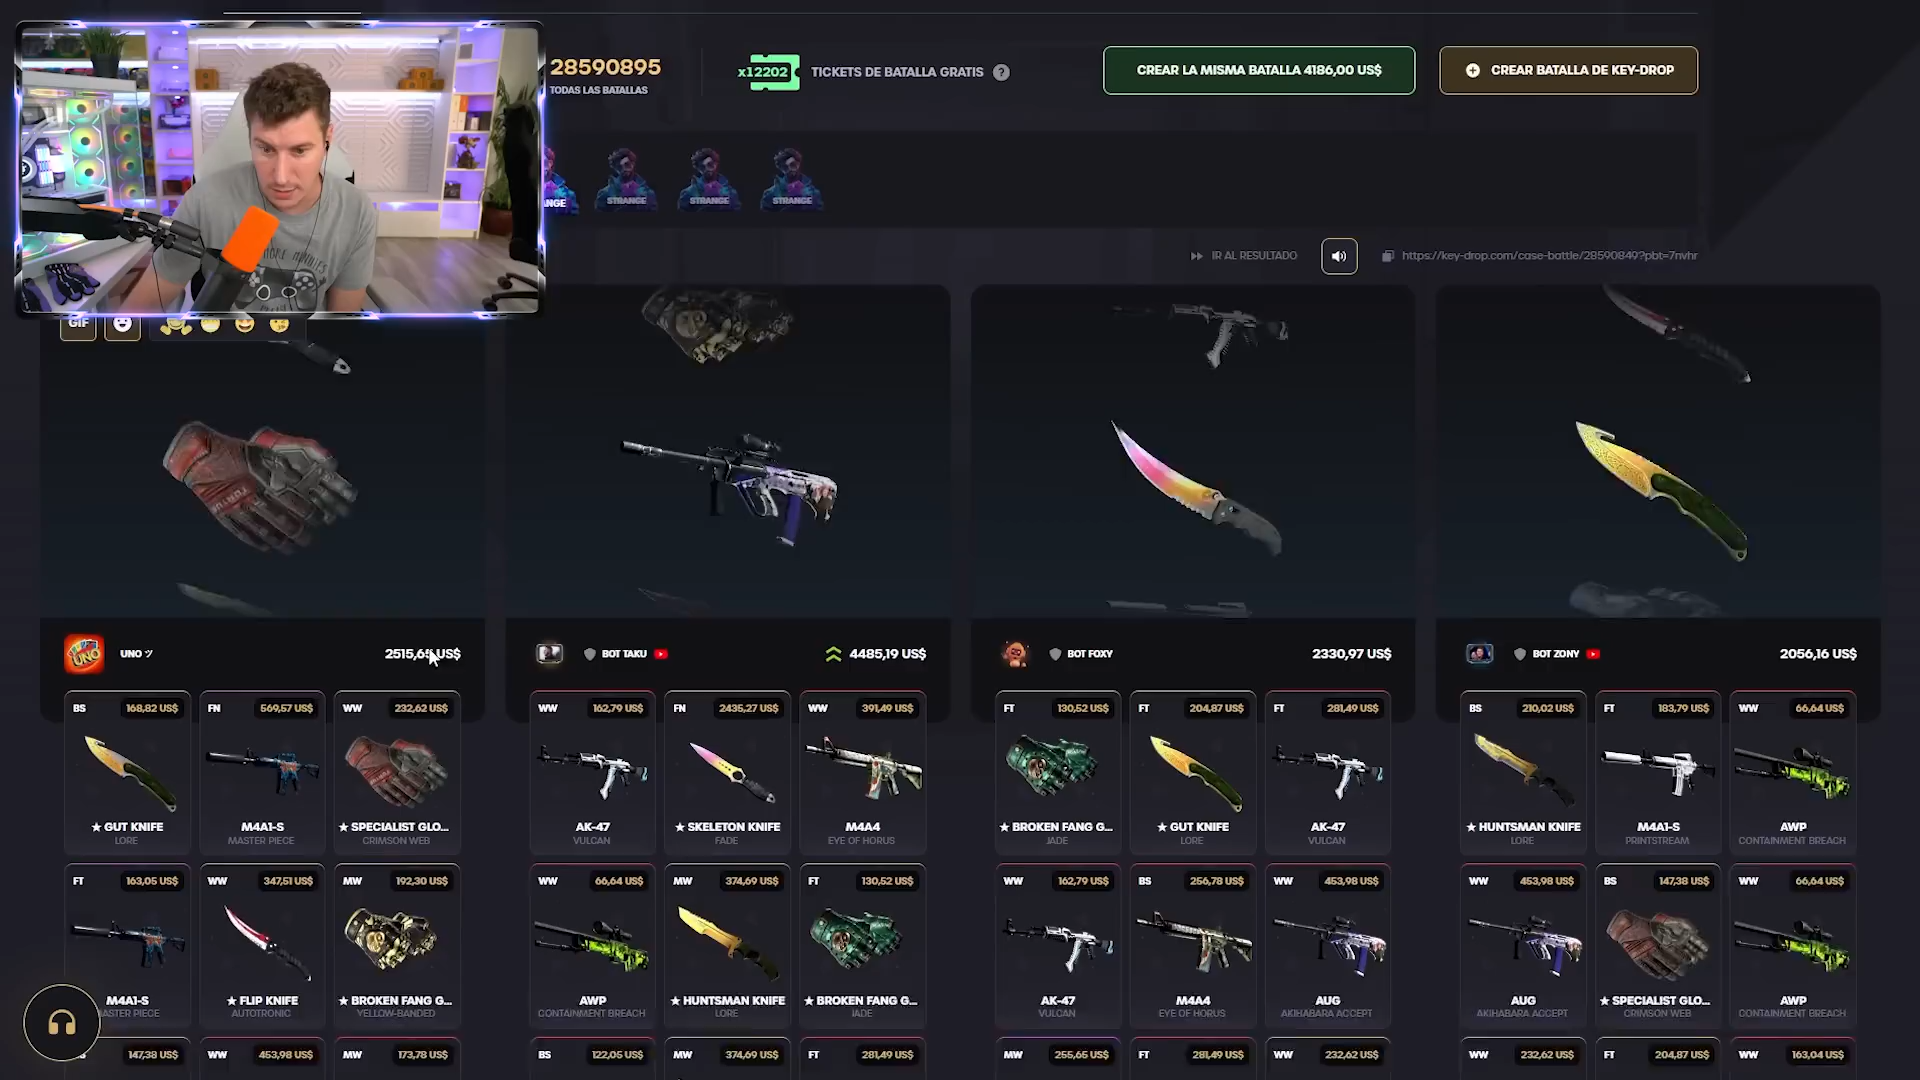 28590895
TODAS LAS BATALLAS
x12202
TICKETS DE BATALLA GRATIS ?
CREAR LA MISMA BATALLA 4186,00 US$
CREAR BATALLA DE KEY-DROP
STRANGE
STRANGE
STRANGE
IR AL RESULTADO
https://key-drop.com/case-battle/28590849?pbt=7nvhr
GIF
UNO ツ
BOT TAKU
4485,19 US$
BOT FOXY
2330,97 US$
BOT ZONY
2056,16 US$
BS 168,82 US$
★ GUT KNIFE
LORE
FN 569,57 US$
M4A1-S
MASTER PIECE
WW 232,62 US$
★ SPECIALIST GLO...
CRIMSON WEB
WW 162,79 US$
AK-47
VULCAN
FN 2435,27 US$
★ SKELETON KNIFE
FADE
WW 391,49 US$
M4A4
EYE OF HORUS
FT 130,52 US$
★ BROKEN FANG G...
JADE
FT 204,87 US$
★ GUT KNIFE
LORE
FT 281,49 US$
AK-47
VULCAN
BS 210,02 US$
★ HUNTSMAN KNIFE
LORE
FT 183,79 US$
M4A1-S
PRINTSTREAM
WW 66,64 US$
AWP
CONTAINMENT BREACH
FT 163,05 US$
M4A1-S
WW 347,51 US$
★ FLIP KNIFE
AUTOTRONIC
MW 192,30 US$
★ BROKEN FANG G...
YELLOW-BANDED
WW 66,64 US$
AWP
CONTAINMENT BREACH
MW 374,69 US$
★ HUNTSMAN KNIFE
LORE
FT 130,52 US$
★ BROKEN FANG G...
JADE
WW 162,79 US$
AK-47
VULCAN
BS 256,78 US$
M4A4
EYE OF HORUS
WW 453,98 US$
AUG
AKIHABARA ACCEPT
WW 453,98 US$
AUG
AKIHABARA ACCEPT
BS 147,38 US$
★ SPECIALIST GLO...
CRIMSON WEB
WW 66,64 US$
AWP
CONTAINMENT BREACH
147,38 US$
WW 453,98 US$
MW 173,78 US$
BS 122,05 US$
MW 374,69 US$
FT 281,49 US$
MW 255,65 US$
FT 281,49 US$
WW 232,62 US$
WW 232,62 US$
FT 204,87 US$
WW 163,04 US$